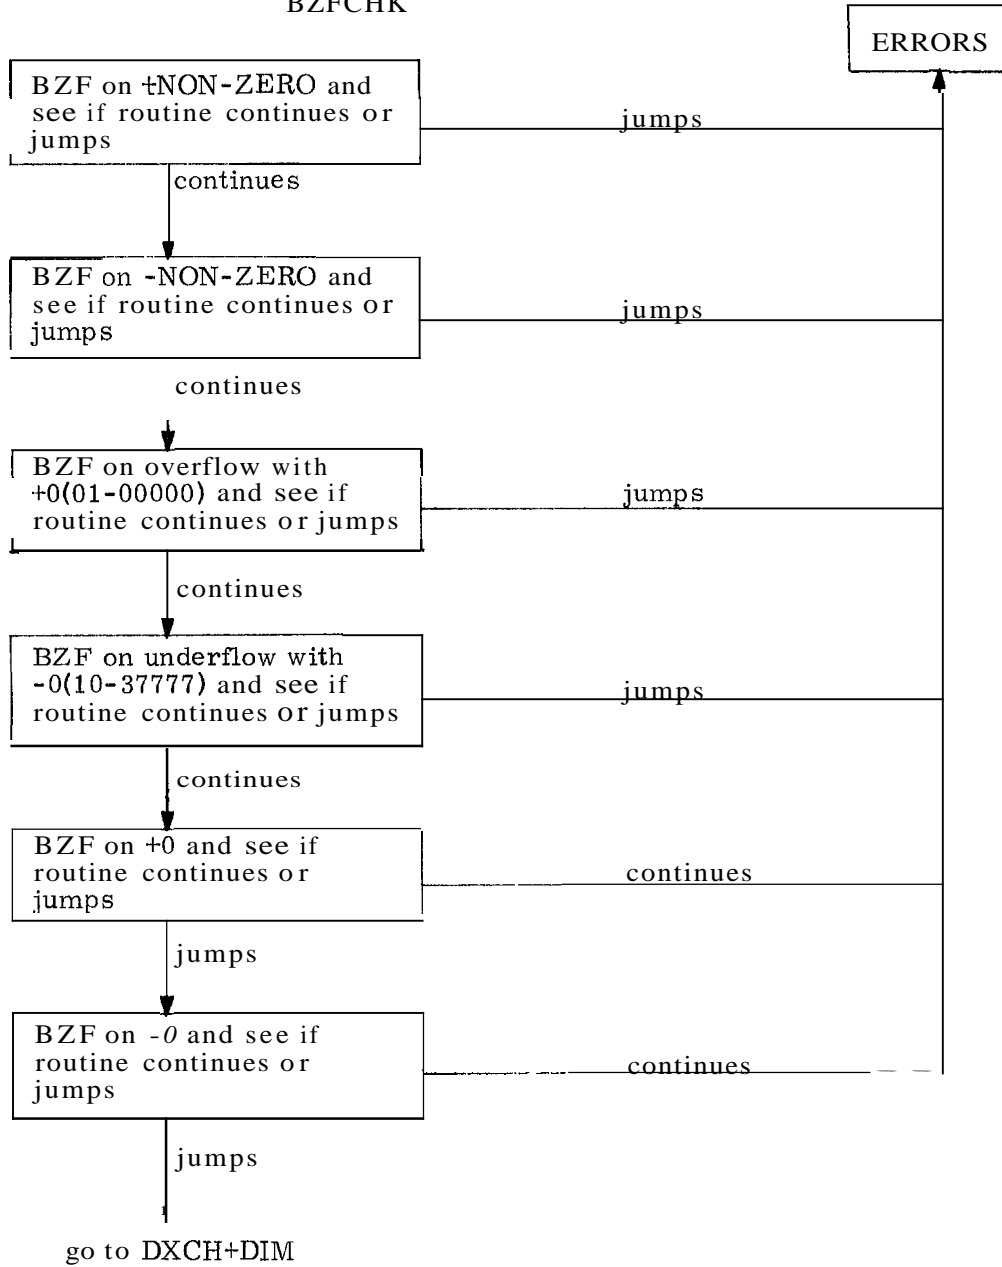 BZFCHK
ERRORS
BZF on +NON-ZERO and
see if routine continues or
jumps
jumps
continues
BZF on -NON-ZERO and
see if routine continues or
jumps
jumps
continues
BZF on overflow with
+0(01-00000) and see if
routine continues or jumps
jumps
continues
BZF on underflow with
-0(10-37777) and see if
routine continues or jumps
jumps
continues
BZF on +0 and see if
routine continues or
jumps
continues
jumps
BZF on -0 and see if
routine continues or
jumps
continues
jumps
go to DXCH+DIM